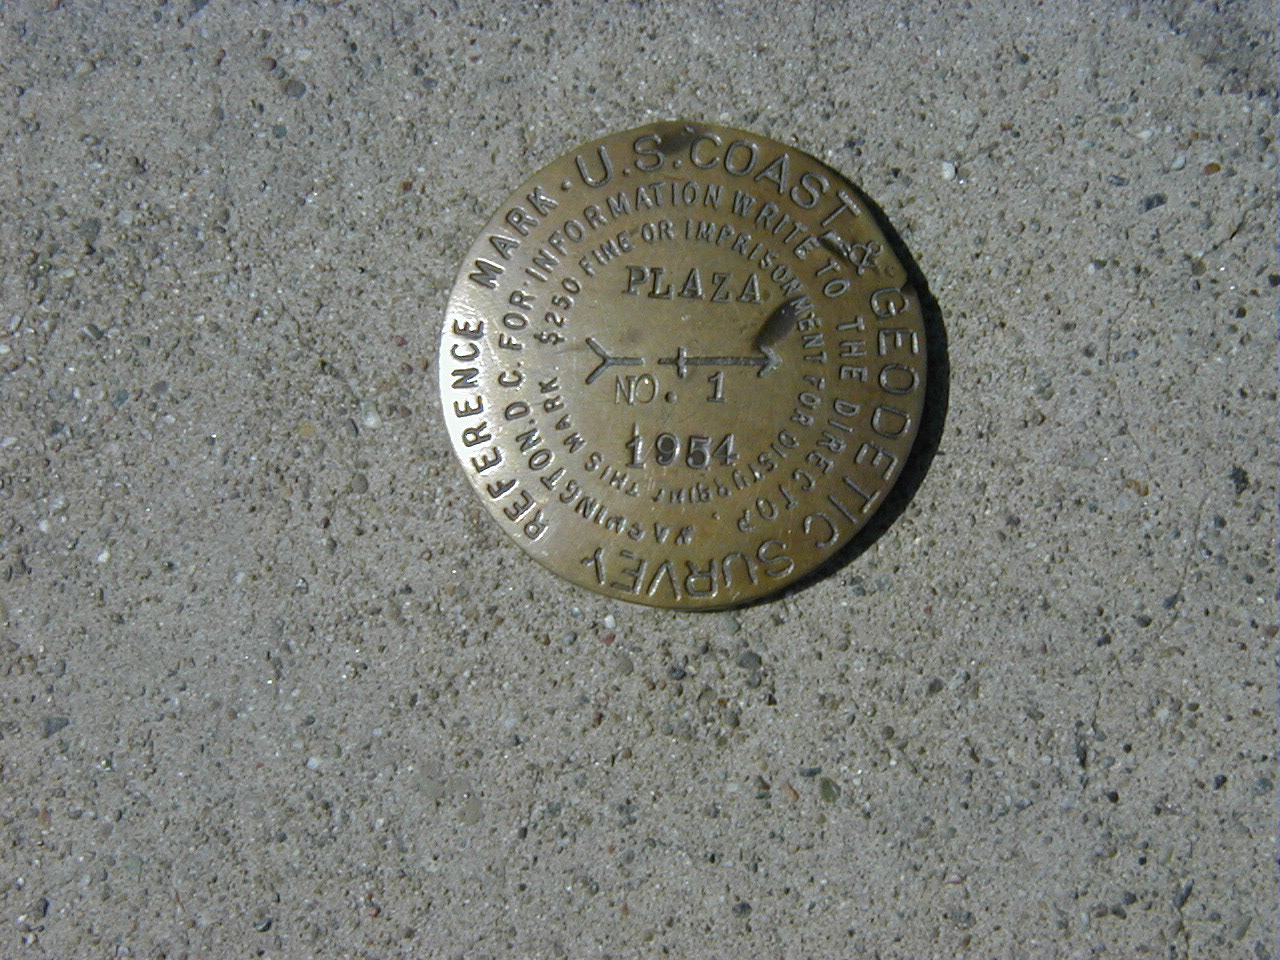 U.S. COAST & GEODETIC SURVEY
REFERENCE MARK
FOR INFORMATION WRITE TO THE DIRECTOR, WASHINGTON, D.C.
$250 FINE OR IMPRISONMENT FOR DISTURBING THIS MARK.
PLAZA
NO. 1
1954